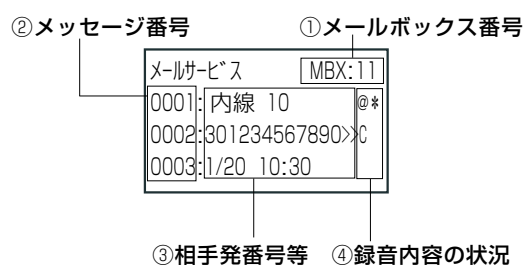 ②メッセージ番号 ①メールボックス番号
メールサービス MBX:11
0001:内線 10 @*
0002:301234567890>>C
0003:1/20 10:30
③相手発番号等 ④録音内容の状況